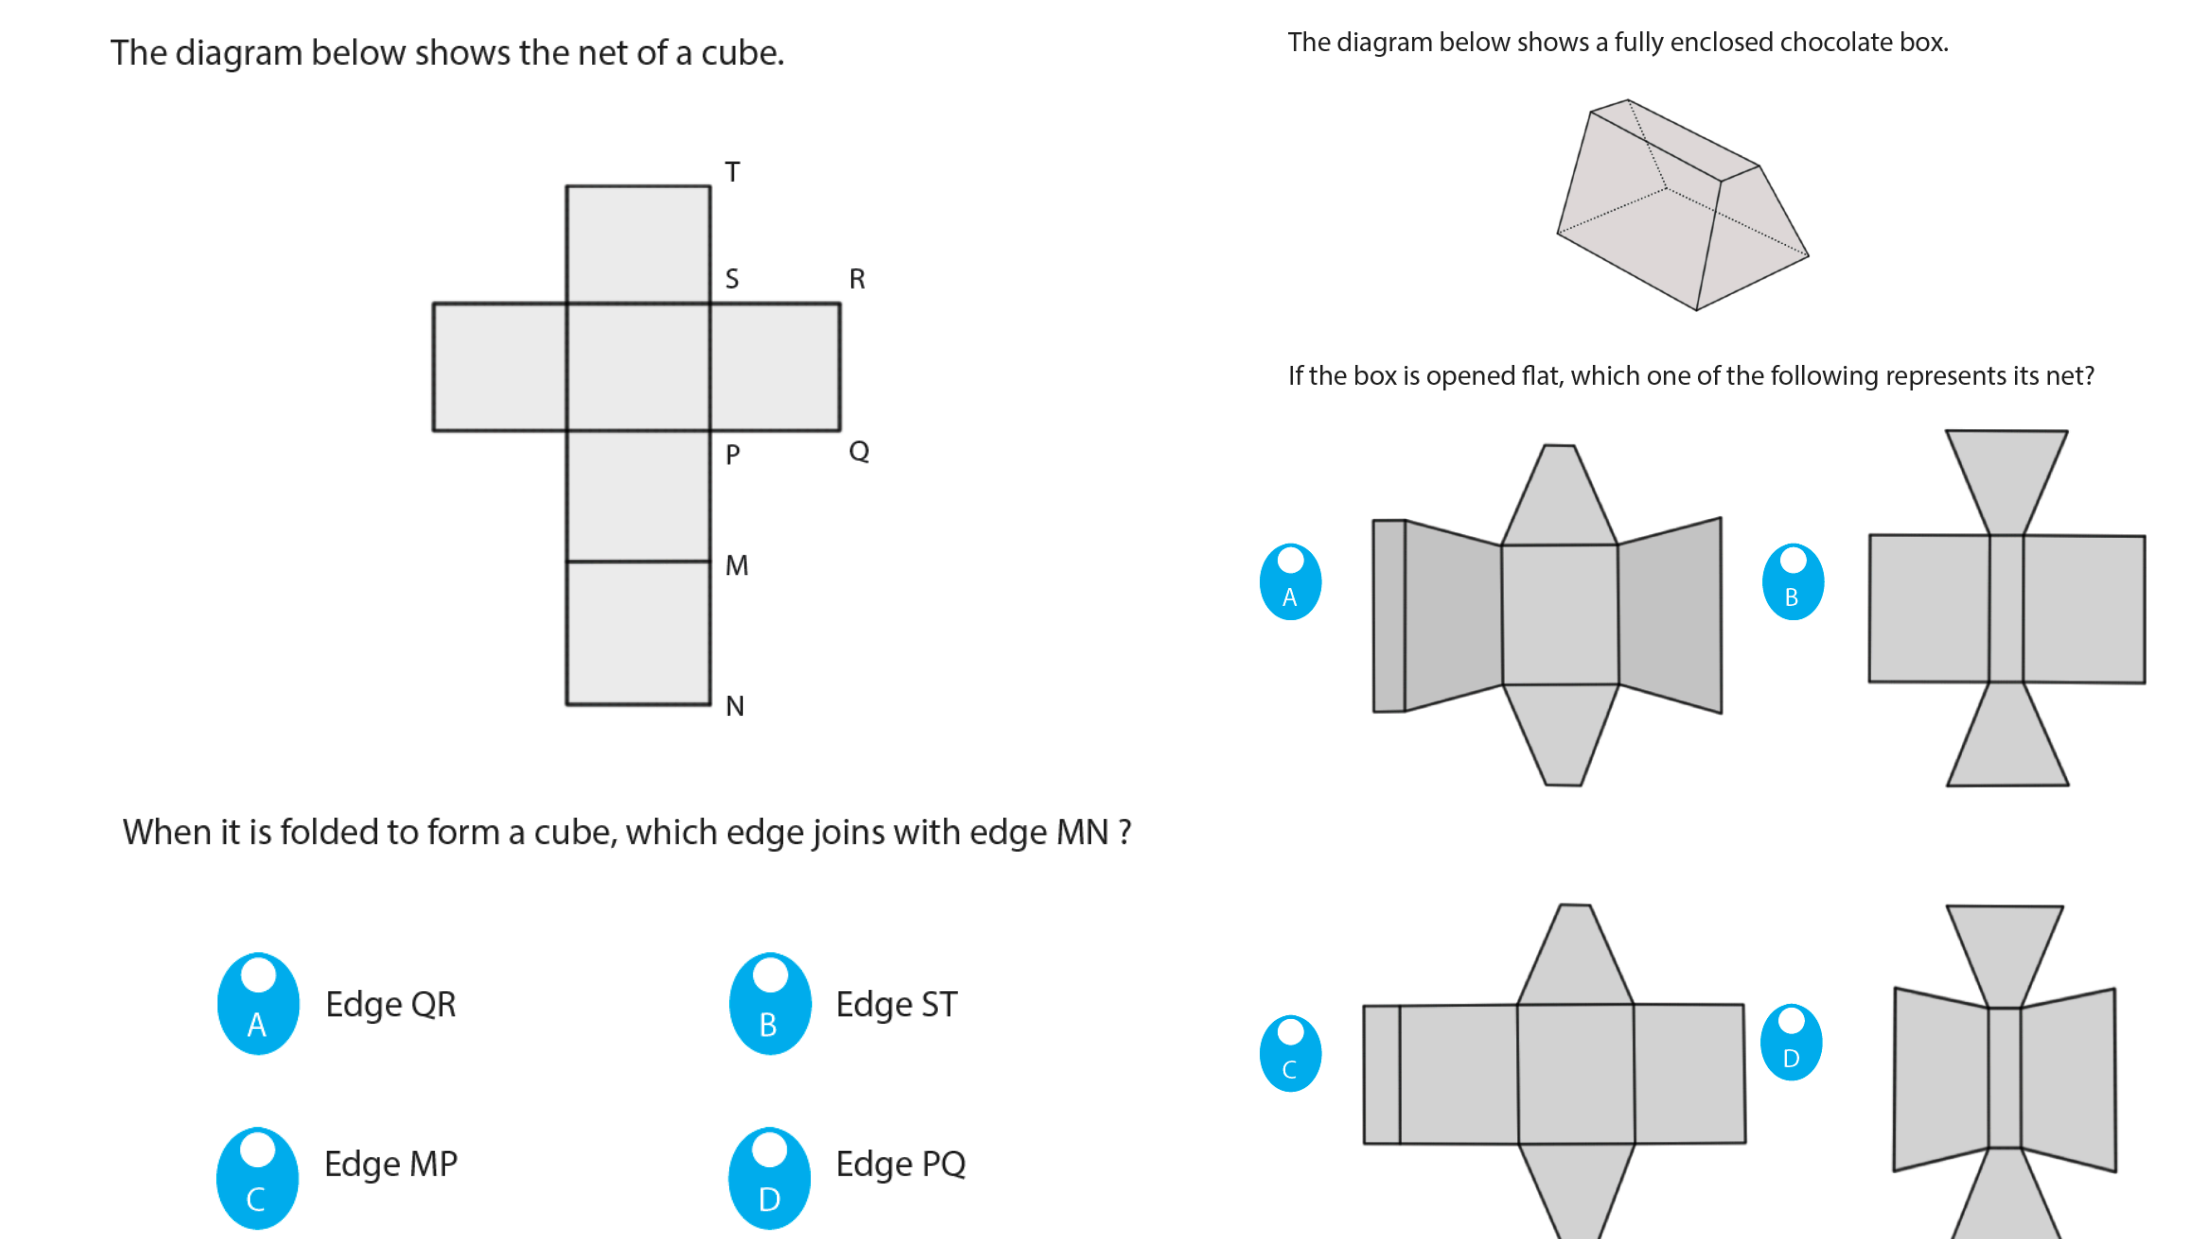 The diagram below shows the net of a cube.
T
S
R
P
Q
M
N
When it is folded to form a cube, which edge joins with edge MN ?
A
Edge QR
B
Edge ST
C
Edge MP
D
Edge PQ
The diagram below shows a fully enclosed chocolate box.
If the box is opened flat, which one of the following represents its net?
A
B
C
D